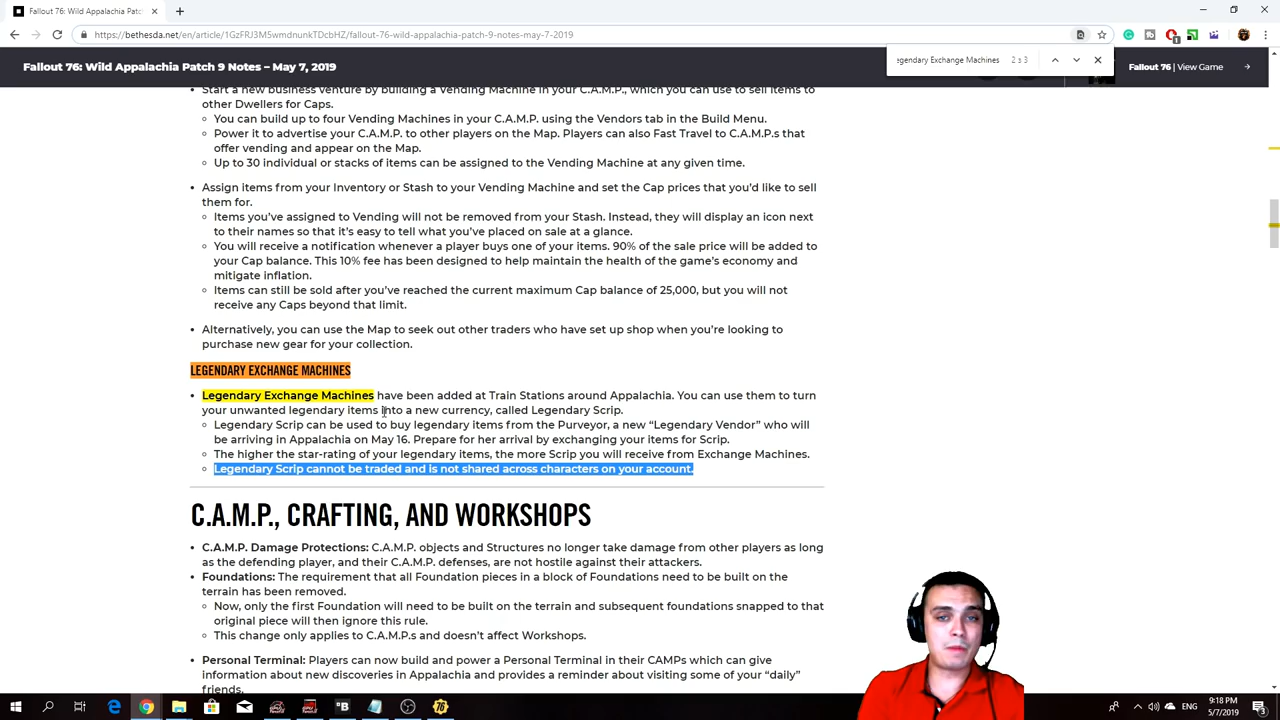 Fallout 76: Wild Appalachia Patc
https://bethesda.net/en/article/1GzFRJ3M5wmdnunkTDcbHZ/fallout-76-wild-appalachia-patch-9-notes-may-7-2019
egendary Exchange Machines 2 s 3
Fallout 76: Wild Appalachia Patch 9 Notes – May 7, 2019
Fallout 76 | View Game
Start a new business venture by building a Vending Machine in your C.A.M.P., which you can use to sell items to
other Dwellers for Caps.
You can build up to four Vending Machines in your C.A.M.P. using the Vendors tab in the Build Menu.
Power it to advertise your C.A.M.P. to other players on the Map. Players can also Fast Travel to C.A.M.P.s that
offer vending and appear on the Map.
Up to 30 individual or stacks of items can be assigned to the Vending Machine at any given time.
Assign items from your Inventory or Stash to your Vending Machine and set the Cap prices that you'd like to sell
them for.
Items you've assigned to Vending will not be removed from your Stash. Instead, they will display an icon next
to their names so that it's easy to tell what you've placed on sale at a glance.
You will receive a notification whenever a player buys one of your items. 90% of the sale price will be added to
your Cap balance. This 10% fee has been designed to help maintain the health of the game's economy and
mitigate inflation.
Items can still be sold after you've reached the current maximum Cap balance of 25,000, but you will not
receive any Caps beyond that limit.
Alternatively, you can use the Map to seek out other traders who have set up shop when you're looking to
purchase new gear for your collection.
LEGENDARY EXCHANGE MACHINES
Legendary Exchange Machines have been added at Train Stations around Appalachia. You can use them to turn
your unwanted legendary items into a new currency, called Legendary Scrip.
Legendary Scrip can be used to buy legendary items from the Purveyor, a new “Legendary Vendor” who will
be arriving in Appalachia on May 16. Prepare for her arrival by exchanging your items for Scrip.
The higher the star-rating of your legendary items, the more Scrip you will receive from Exchange Machines.
Legendary Scrip cannot be traded and is not shared across characters on your account.
C.A.M.P., CRAFTING, AND WORKSHOPS
C.A.M.P. Damage Protections: C.A.M.P. objects and Structures no longer take damage from other players as long
as the defending player, and their C.A.M.P. defenses, are not hostile against their attackers.
Foundations: The requirement that all Foundation pieces in a block of Foundations need to be built on the
terrain has been removed.
Now, only the first Foundation will need to be built on the terrain and subsequent foundations snapped to that
original piece will then ignore this rule.
This change only applies to C.A.M.P.s and doesn't affect Workshops.
Personal Terminal: Players can now build and power a Personal Terminal in their CAMPs which can give
information about new discoveries in Appalachia and provides a reminder about visiting some of your “daily”
friends.
9:18 PM
5/7/2019